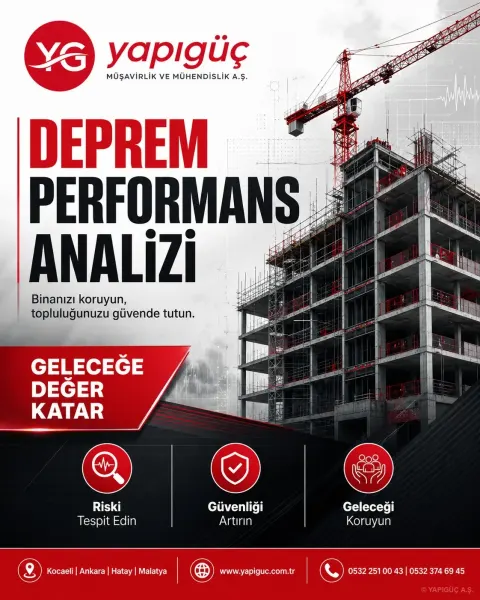 YG
yapıgüç
MÜŞAVİRLİK VE MÜHENDİSLİK A.Ş.
DEPREM
PERFORMANS
ANALİZİ
Binanızı koruyun,
topluluğunuzu güvende tutun.
GELECEĞE
DEĞER
KATAR
Riski
Tespit Edin
Güvenliği
Artırın
Geleceği
Koruyun
Kocaeli | Ankara | Hatay | Malatya
www.yapiguc.com.tr
0532 251 00 43 | 0532 374 69 45
© YAPIGÜÇ A.Ş.